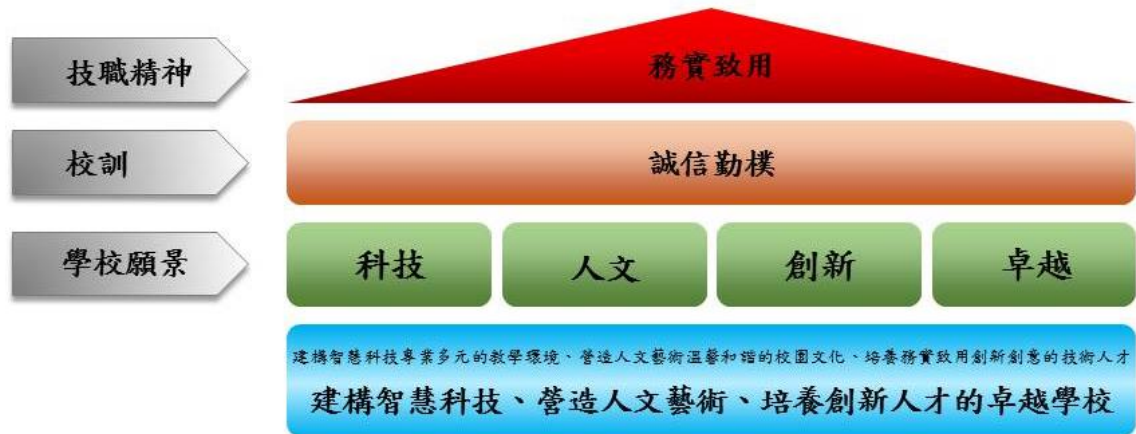 技職精神
務實致用
校訓
誠信勤樸
學校願景
科技
人文
創新
卓越
建構智慧科技專業多元的教學環境、營造人文藝術溫馨和諧的校園文化、培養務實致用創新創意的技術人才
建構智慧科技、營造人文藝術、培養創新人才的卓越學校